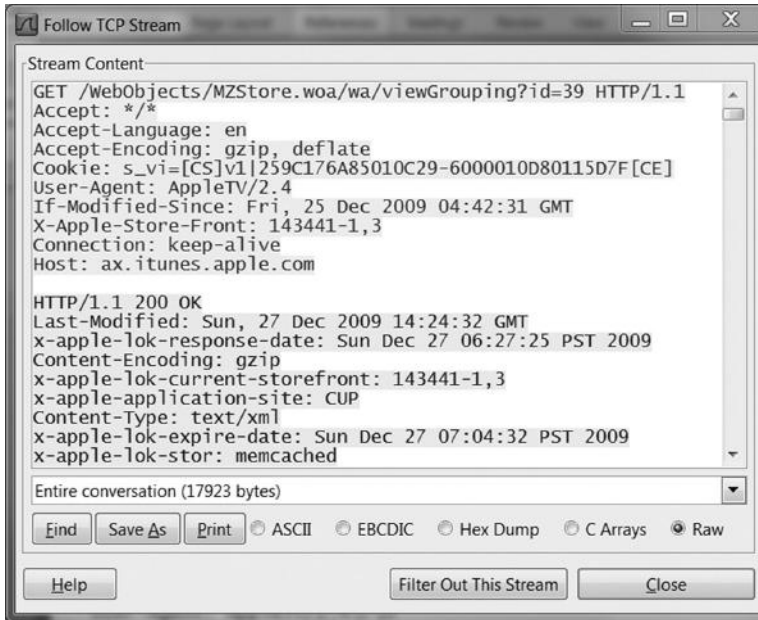 Follow TCP Stream
Stream Content
GET /WebObjects/MZStore.woa/wa/viewGrouping?id=39 HTTP/1.1
Accept: */*
Accept-Language: en
Accept-Encoding: gzip, deflate
Cookie: s_vi=[CS]v1|259C176A85010C29-6000010D80115D7F[CE]
User-Agent: AppleTV/2.4
If-Modified-Since: Fri, 25 Dec 2009 04:42:31 GMT
X-Apple-Store-Front: 143441-1,3
Connection: keep-alive
Host: ax.itunes.apple.com
HTTP/1.1 200 OK
Last-Modified: Sun, 27 Dec 2009 14:24:32 GMT
x-apple-lok-response-date: Sun Dec 27 06:27:25 PST 2009
Content-Encoding: gzip
x-apple-lok-current-storefront: 143441-1,3
x-apple-application-site: CUP
Content-Type: text/xml
x-apple-lok-expire-date: Sun Dec 27 07:04:32 PST 2009
x-apple-lok-stor: memcached
Entire conversation (17923 bytes)
Find Save As Print ASCII EBCDIC Hex Dump C Arrays Raw
Help Filter Out This Stream Close